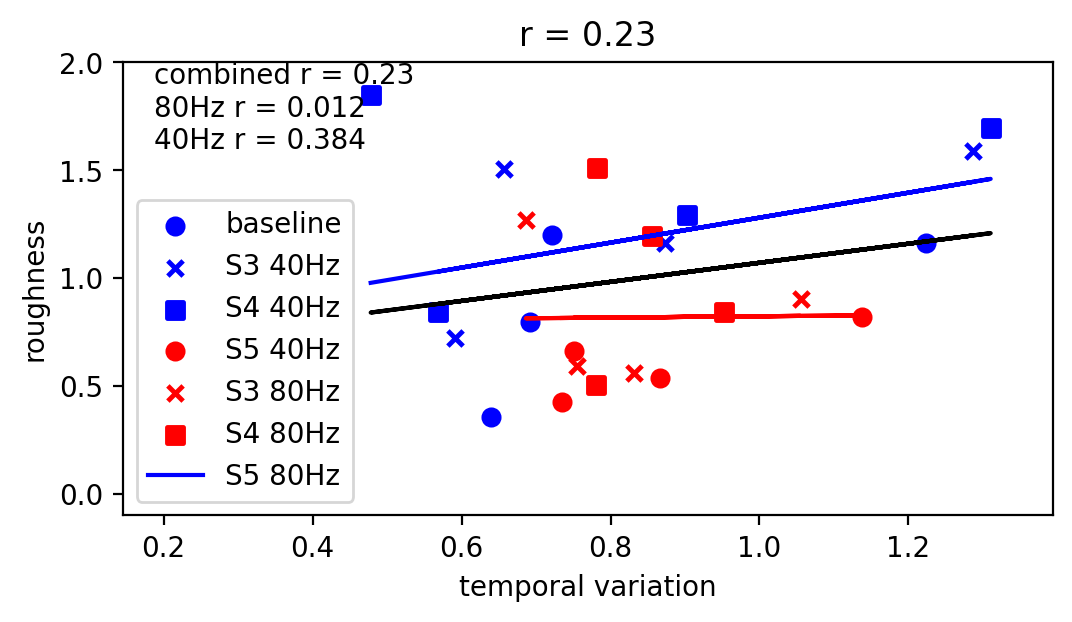 r = 0.23
combined r = 0.23
80Hz r = 0.012
40Hz r = 0.384
baseline
S3 40Hz
S4 40Hz
S5 40Hz
S3 80Hz
S4 80Hz
S5 80Hz
roughness
2.0
1.5
1.0
0.5
0.0
0.2 0.4 0.6 0.8 1.0 1.2
temporal variation